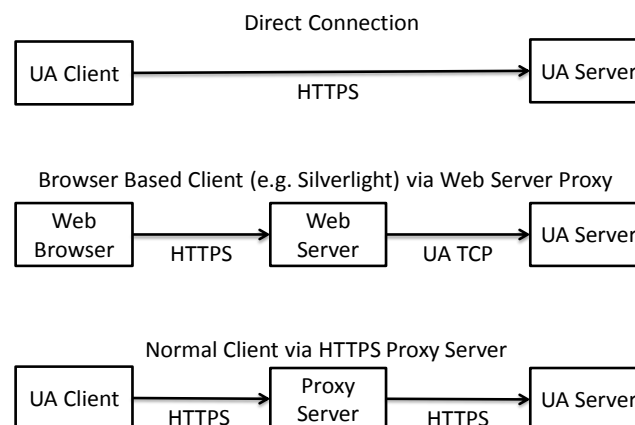 Direct Connection
UA Client
HTTPS
UA Server
Browser Based Client (e.g. Silverlight) via Web Server Proxy
Web
Browser
HTTPS
Web
Server
UA TCP
UA Server
Normal Client via HTTPS Proxy Server
UA Client
HTTPS
Proxy
Server
HTTPS
UA Server